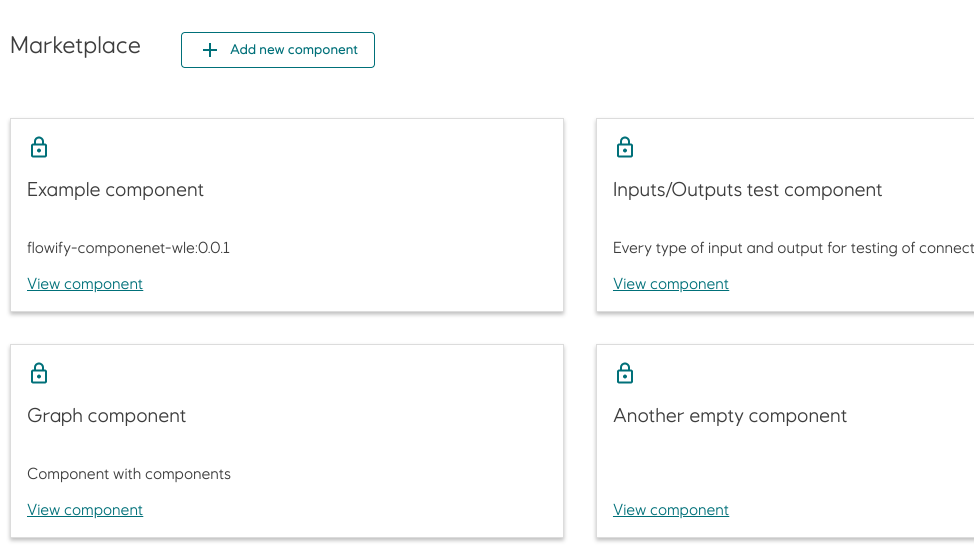 Marketplace
Add new component
Example component
flowify-componenet-wle:0.0.1
View component
Inputs/Outputs test component
Every type of input and output for testing of connect
View component
Graph component
Component with components
View component
Another empty component
View component